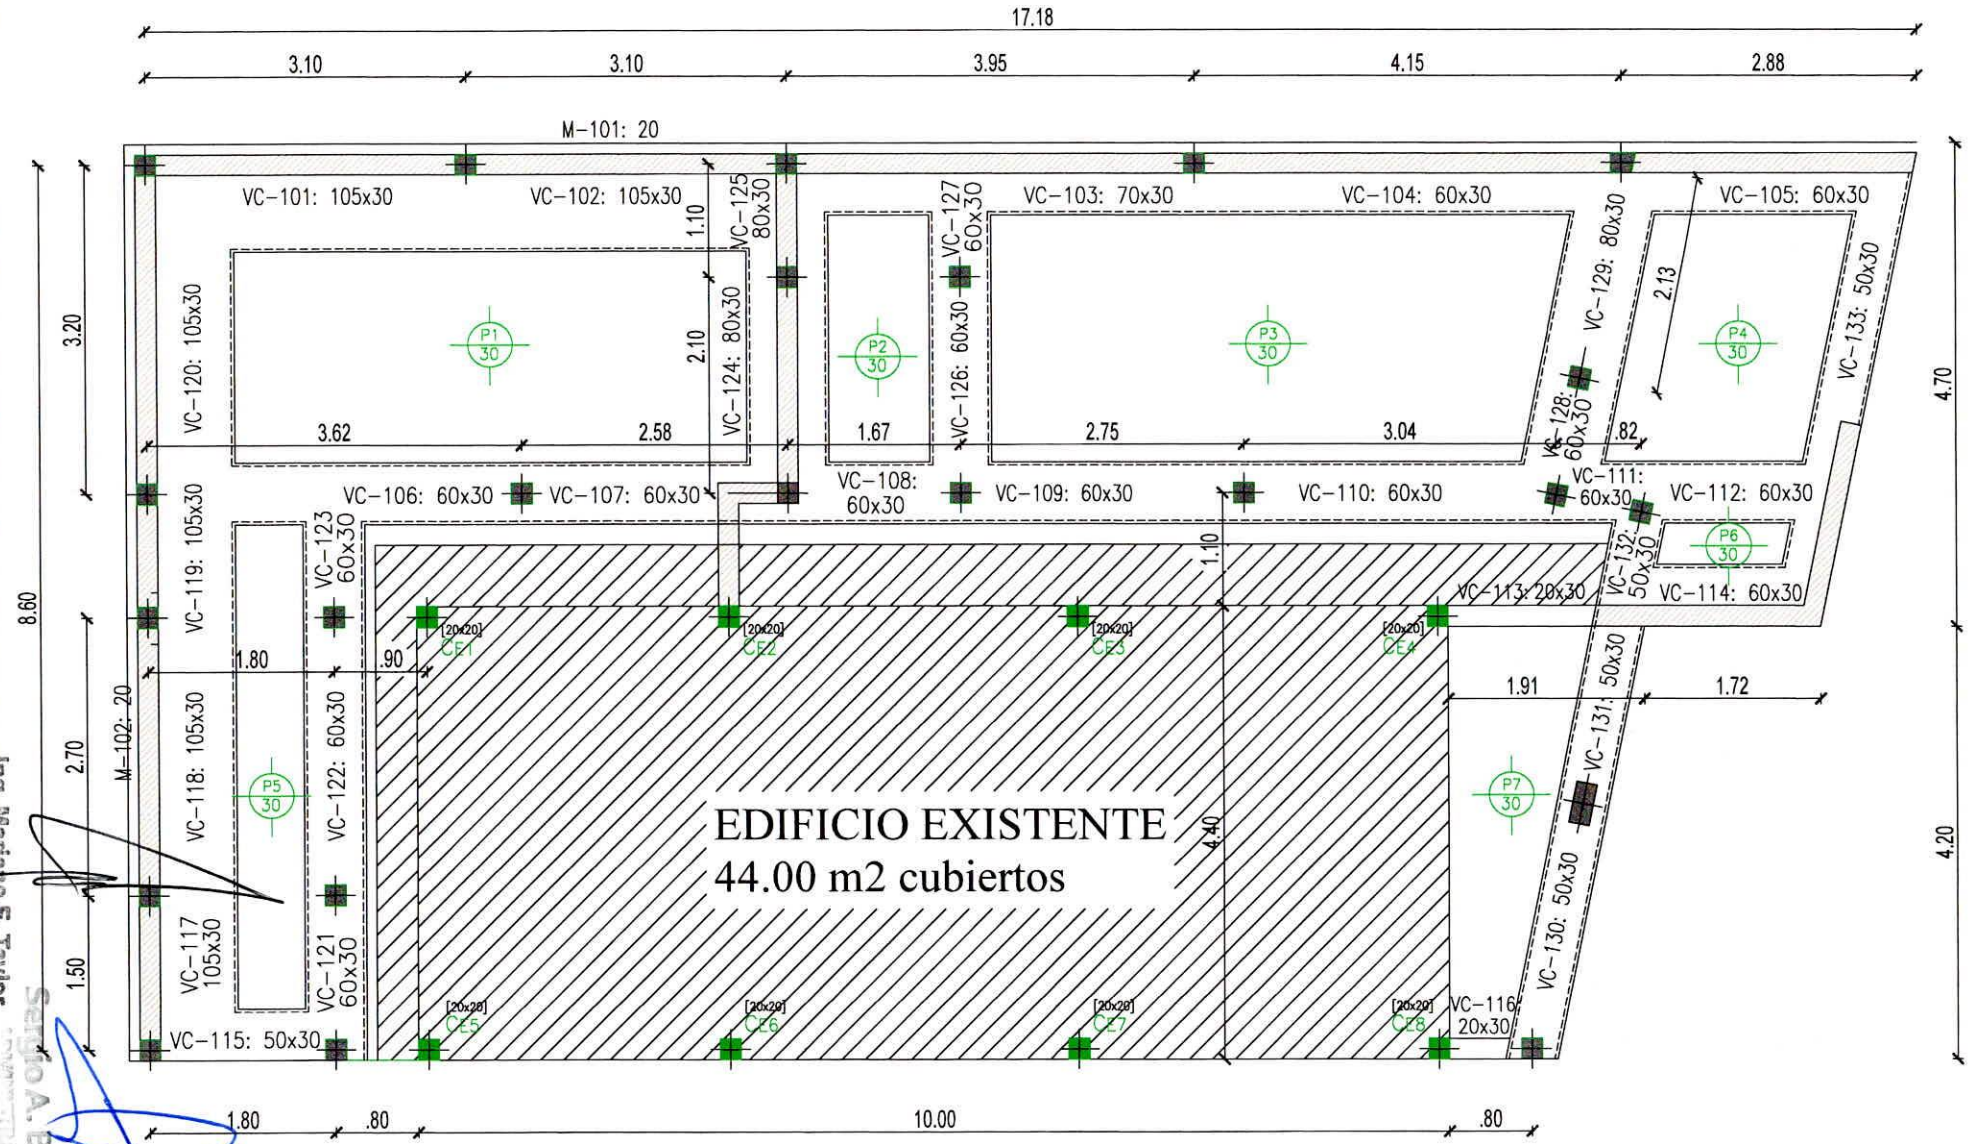 17.18
3.10 3.10 3.95 4.15 2.88
M-101: 20
VC-101: 105x30
VC-102: 105x30
VC-125
80x30
VC-127
60x30
VC-103: 70x30
VC-104: 60x30
VC-105: 60x30
1.10
VC-129: 80x30
2.13
VC-133: 50x30
VC-120: 105x30
3.20
P1
30
2.10
VC-124: 80x30
P2
30
VC-126: 60x30
P3
30
P4
30
4.70
VC-128:
60x30
3.62 2.58 1.67 2.75 3.04 .82
VC-106: 60x30
VC-107: 60x30
VC-108:
60x30
VC-109: 60x30
VC-110: 60x30
VC-111:
60x30
VC-112: 60x30
VC-119: 105x30
VC-123
60x30
1.10
VC-132:
50x30
P6
30
8.60
VC-113: 20x30
VC-114: 60x30
[20x20]
CE1
[20x20]
CE2
[20x20]
CE3
[20x20]
CE4
1.80 .90
1.91 1.72
M-102: 20
2.70
VC-118: 105x30
P5
30
VC-122: 60x30
VC-131: 50x30
P7
30
EDIFICIO EXISTENTE
44.00 m2 cubiertos
4.40
4.20
VC-117
105x30
VC-121
60x30
VC-130: 50x30
1.50
[20x20]
CE5
[20x20]
CE6
[20x20]
CE7
[20x20]
CE8
VC-116
20x30
VC-115: 50x30
1.80 .80 10.00 .80
Sergio A.